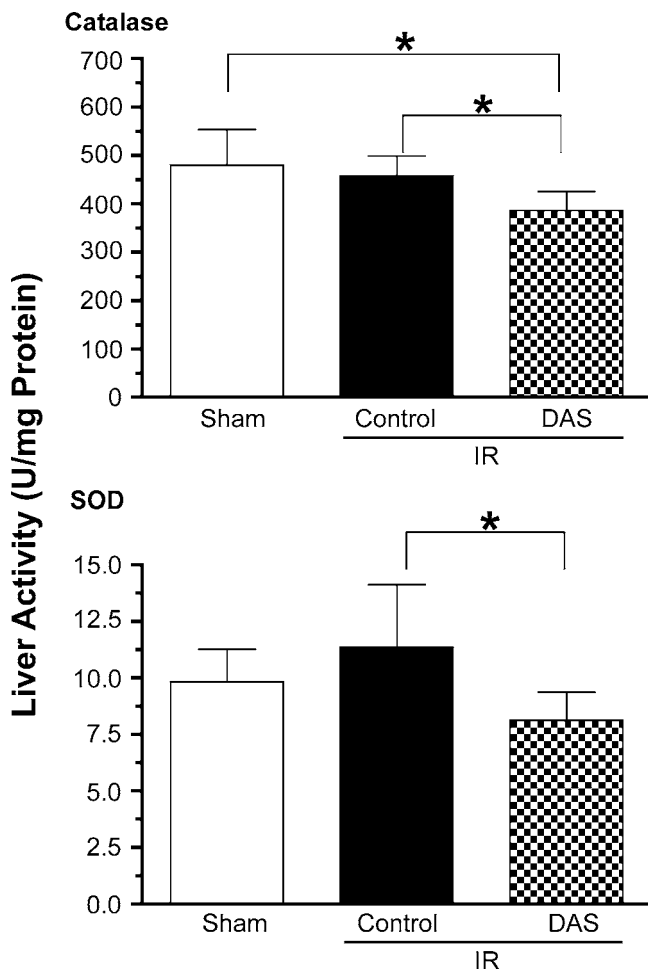 Catalase
700
600
500
400
300
200
100
0
*
*
Sham Control DAS
IR
Liver Activity (U/mg Protein)
SOD
15.0
12.5
10.0
7.5
5.0
2.5
0.0
*
Sham Control DAS
IR